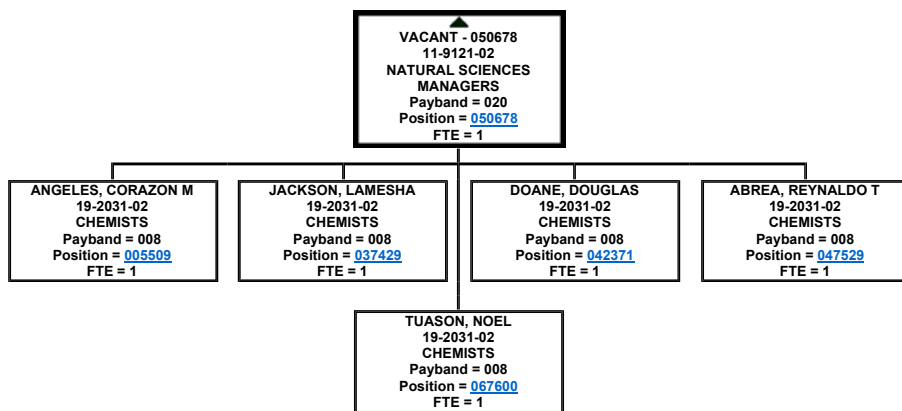 VACANT - 050678
11-9121-02
NATURAL SCIENCES
MANAGERS
Payband = 020
Position = 050678
FTE = 1
ANGELES, CORAZON M
19-2031-02
CHEMISTS
Payband = 008
Position = 005509
FTE = 1
JACKSON, LAMESHA
19-2031-02
CHEMISTS
Payband = 008
Position = 037429
FTE = 1
DOANE, DOUGLAS
19-2031-02
CHEMISTS
Payband = 008
Position = 042371
FTE = 1
ABREA, REYNALDO T
19-2031-02
CHEMISTS
Payband = 008
Position = 047529
FTE = 1
TUASON, NOEL
19-2031-02
CHEMISTS
Payband = 008
Position = 067600
FTE = 1